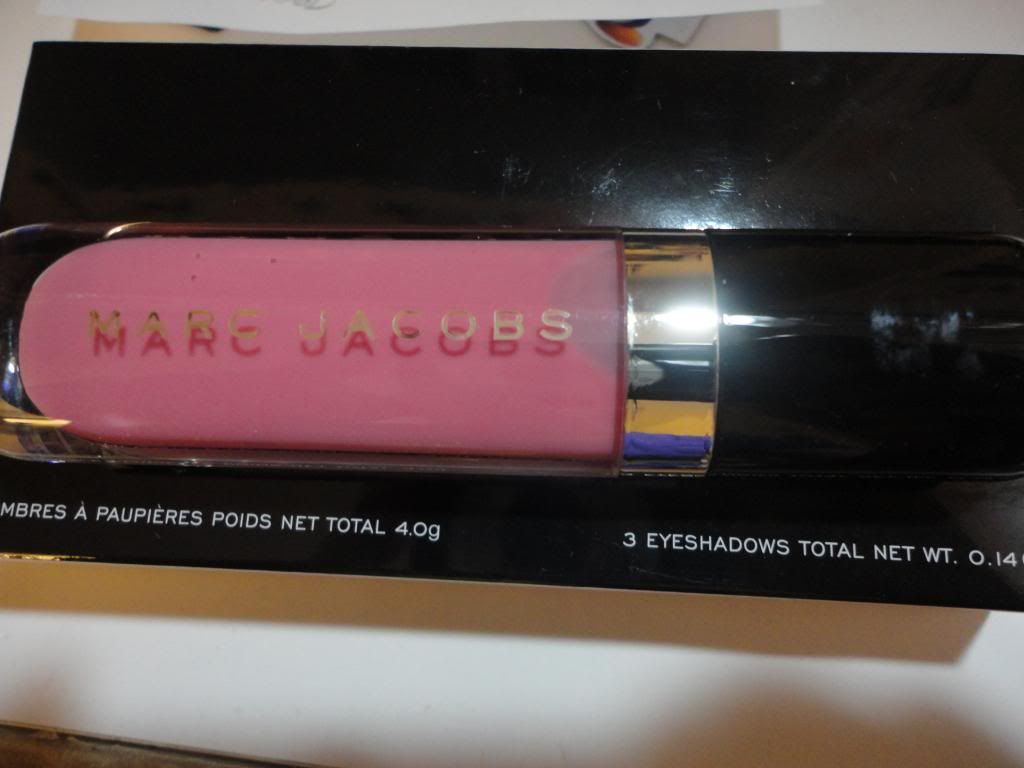 MARC JACOBS
MBRES À PAUPIÈRES POIDS NET TOTAL 4.0g
3 EYESHADOWS TOTAL NET WT. 0.14